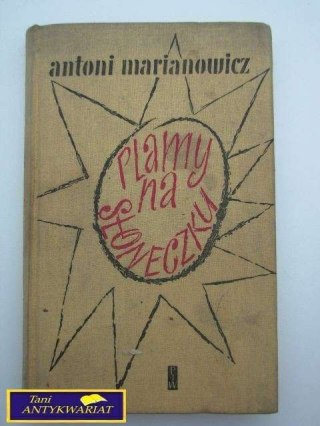 antoni marianowicz
Plamy
na
SŁONECZKU
PIW
Tani
ANTYKWARIAT